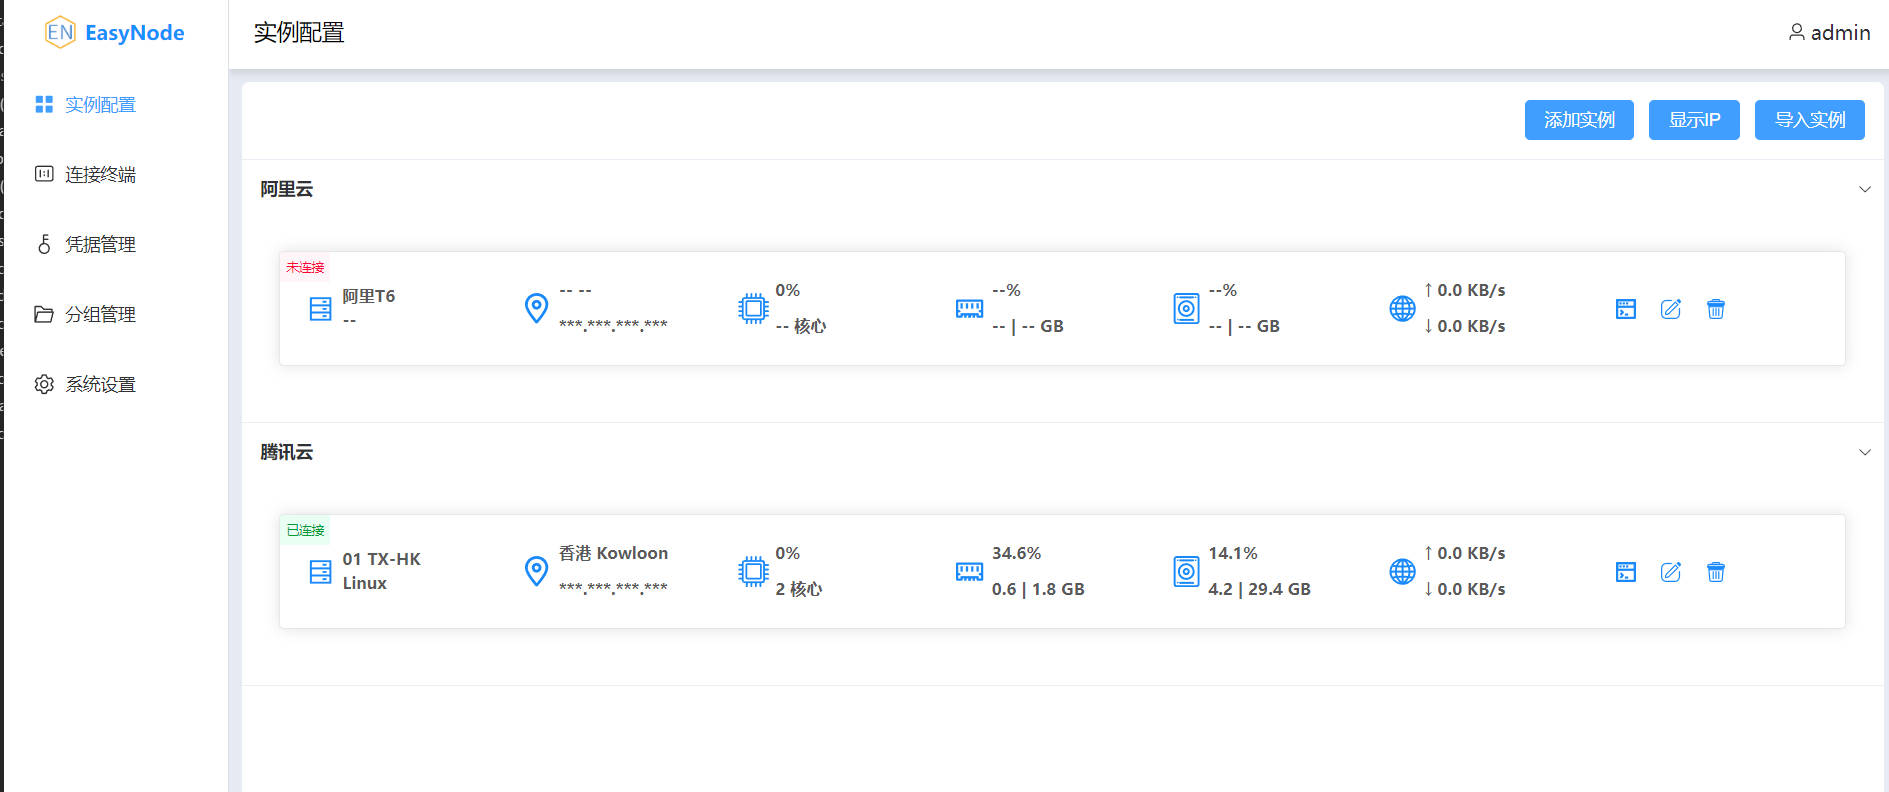 EN EasyNode
实例配置
连接终端
凭据管理
分组管理
系统设置
实例配置
admin
添加实例 显示IP 导入实例
阿里云
未连接
阿里T6
--
-- --
***.***.***.***
0%
-- 核心
--%
-- | -- GB
--%
-- | -- GB
↑ 0.0 KB/s
↓ 0.0 KB/s
腾讯云
已连接
01 TX-HK
Linux
香港 Kowloon
***.***.***.***
0%
2 核心
34.6%
0.6 | 1.8 GB
14.1%
4.2 | 29.4 GB
↑ 0.0 KB/s
↓ 0.0 KB/s